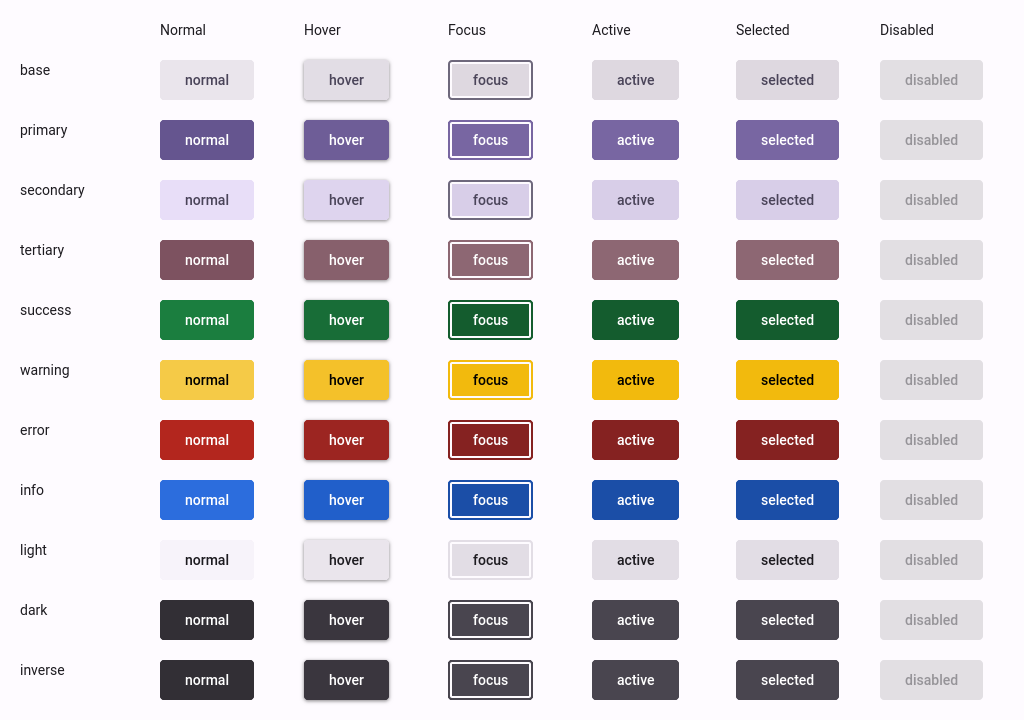 Normal Hover Focus Active Selected Disabled
base normal hover focus active selected disabled
primary normal hover focus active selected disabled
secondary normal hover focus active selected disabled
tertiary normal hover focus active selected disabled
success normal hover focus active selected disabled
warning normal hover focus active selected disabled
error normal hover focus active selected disabled
info normal hover focus active selected disabled
light normal hover focus active selected disabled
dark normal hover focus active selected disabled
inverse normal hover focus active selected disabled